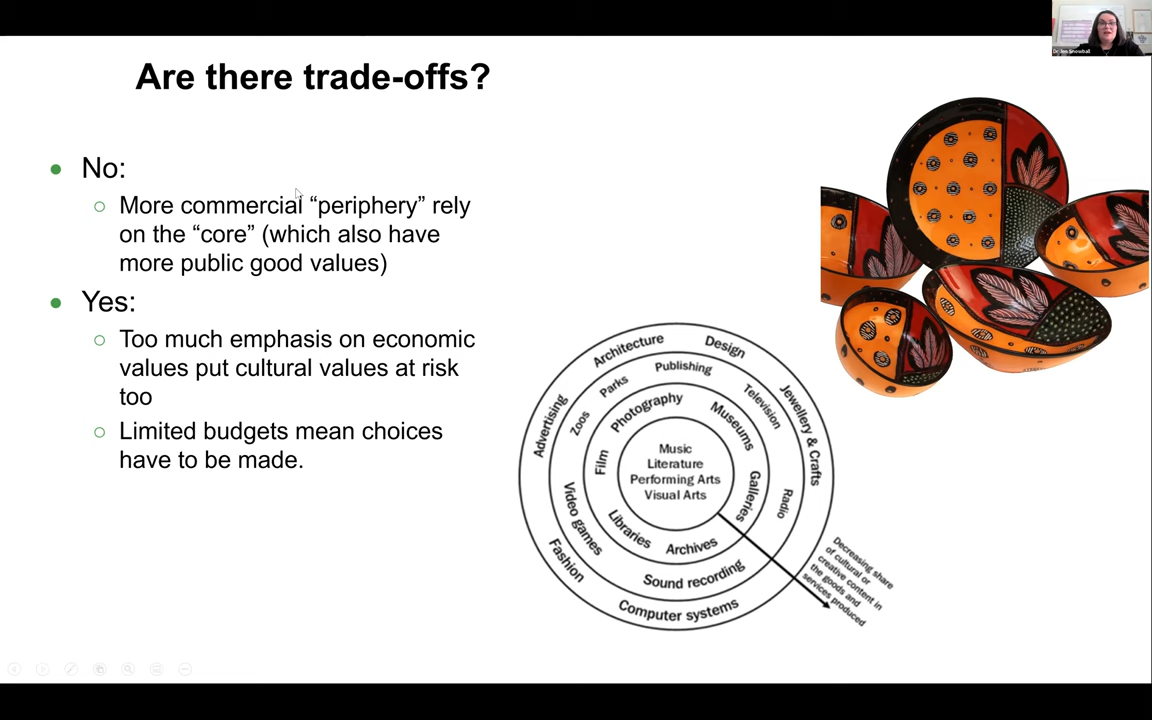 Are there trade-offs?
No:
More commercial “periphery” rely
on the “core” (which also have
more public good values)
Yes:
Too much emphasis on economic
values put cultural values at risk
too
Limited budgets mean choices
have to be made.
Architecture
Design
Advertising
Jewellery & Crafts
Fashion
Computer systems
Parks
Publishing
Zoos
Television
Video games
Radio
Sound recording
Photography
Museums
Film
Galleries
Libraries
Archives
Music
Literature
Performing Arts
Visual Arts
Decreasing share
of cultural or
creative content in
the goods and
services produced